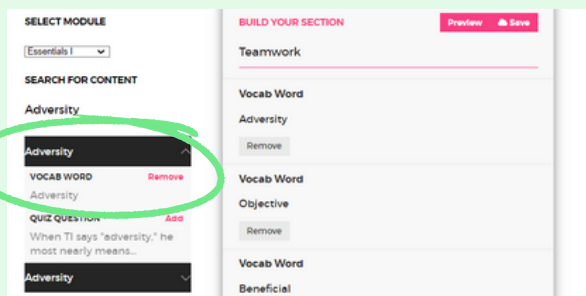 SELECT MODULE
Essentials I
SEARCH FOR CONTENT
Adversity
Adversity
VOCAB WORD Remove
Adversity
QUIZ QUESTION Add
When TI says "adversity," he
most nearly means...
Adversity
BUILD YOUR SECTION Preview Save
Teamwork
Vocab Word
Adversity
Remove
Vocab Word
Objective
Remove
Vocab Word
Beneficial